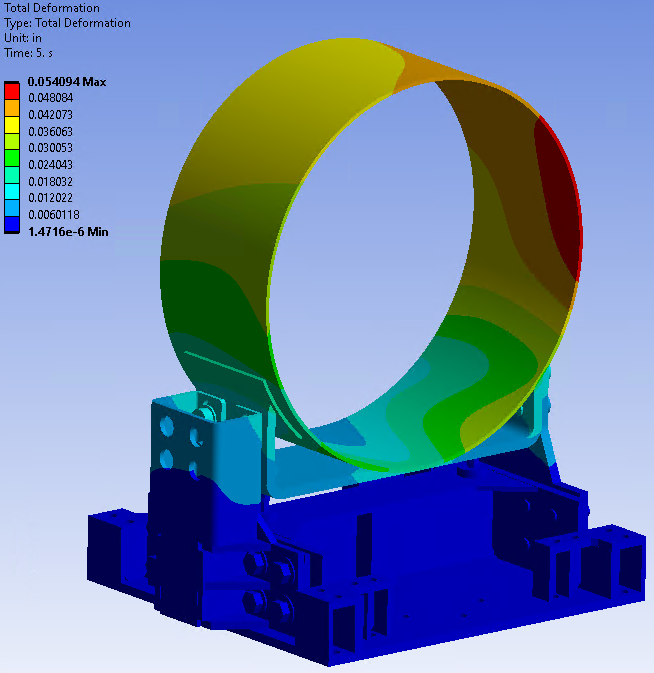 Total Deformation
Type: Total Deformation
Unit: in
Time: 5. s
0.054094 Max
0.048084
0.042073
0.036063
0.030053
0.024043
0.018032
0.012022
0.0060118
1.4716e-6 Min